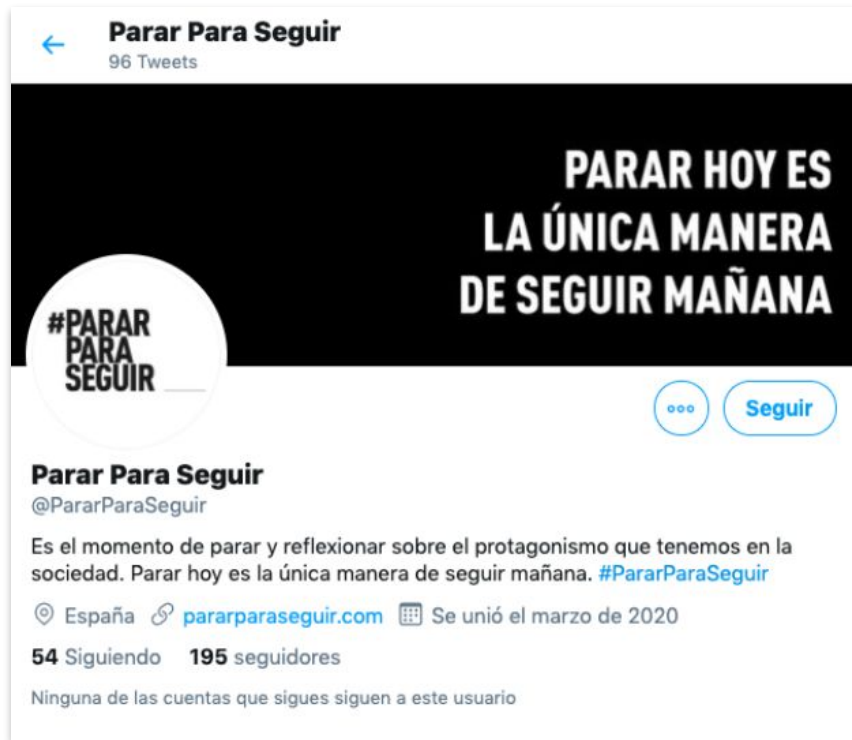 Parar Para Seguir
96 Tweets
PARAR HOY ES
LA ÚNICA MANERA
DE SEGUIR MAÑANA
#PARAR
PARA
SEGUIR
Seguir
Parar Para Seguir
@PararParaSeguir
Es el momento de parar y reflexionar sobre el protagonismo que tenemos en la
sociedad. Parar hoy es la única manera de seguir mañana. #PararParaSeguir
España pararparaseguir.com Se unió el marzo de 2020
54 Siguiendo 195 seguidores
Ninguna de las cuentas que sigues siguen a este usuario